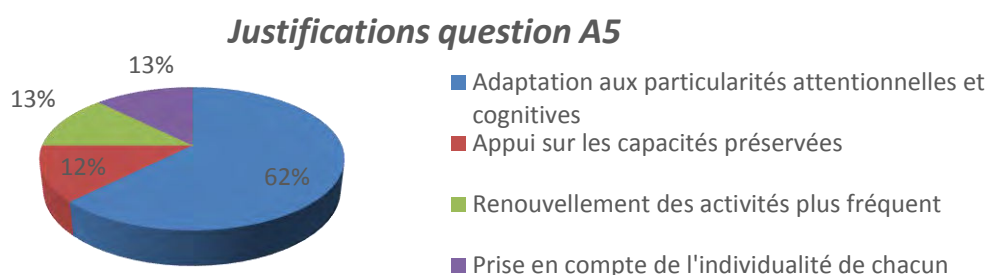 Justifications question A5
13%
13%
12%
62%
Adaptation aux particularités attentionnelles et
cognitives
Appui sur les capacités préservées
Renouvellement des activités plus fréquent
Prise en compte de l'individualité de chacun